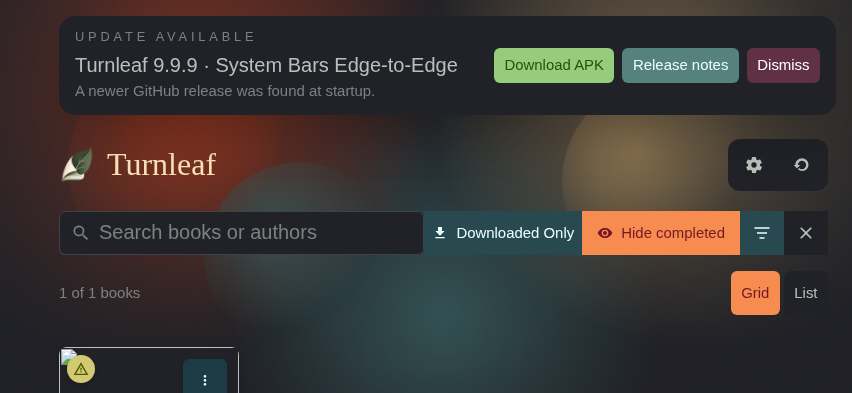 UPDATE AVAILABLE
Turnleaf 9.9.9 · System Bars Edge-to-Edge
A newer GitHub release was found at startup.
Download APK
Release notes
Dismiss
Turnleaf
Search books or authors
Downloaded Only
Hide completed
1 of 1 books
Grid
List